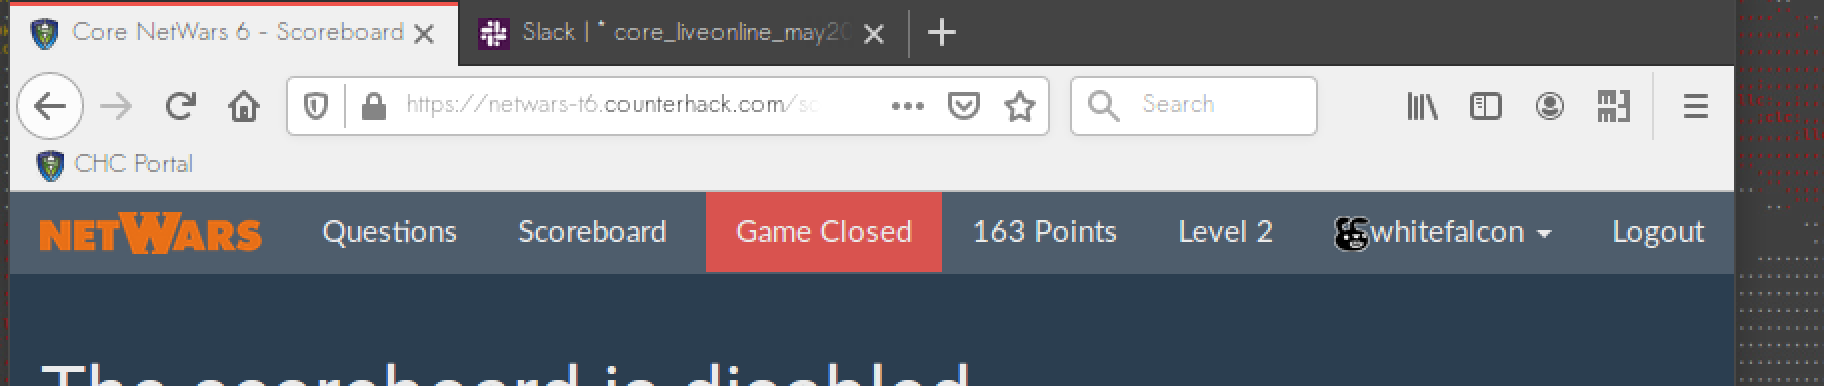 Core NetWars 6 - Scoreboard
Slack | * core_liveonline_may20
https://netwars-t6.counterhack.com/sc
Search
CHC Portal
NETWARS Questions Scoreboard Game Closed 163 Points Level 2 whitefalcon Logout
The scoreboard is disabled